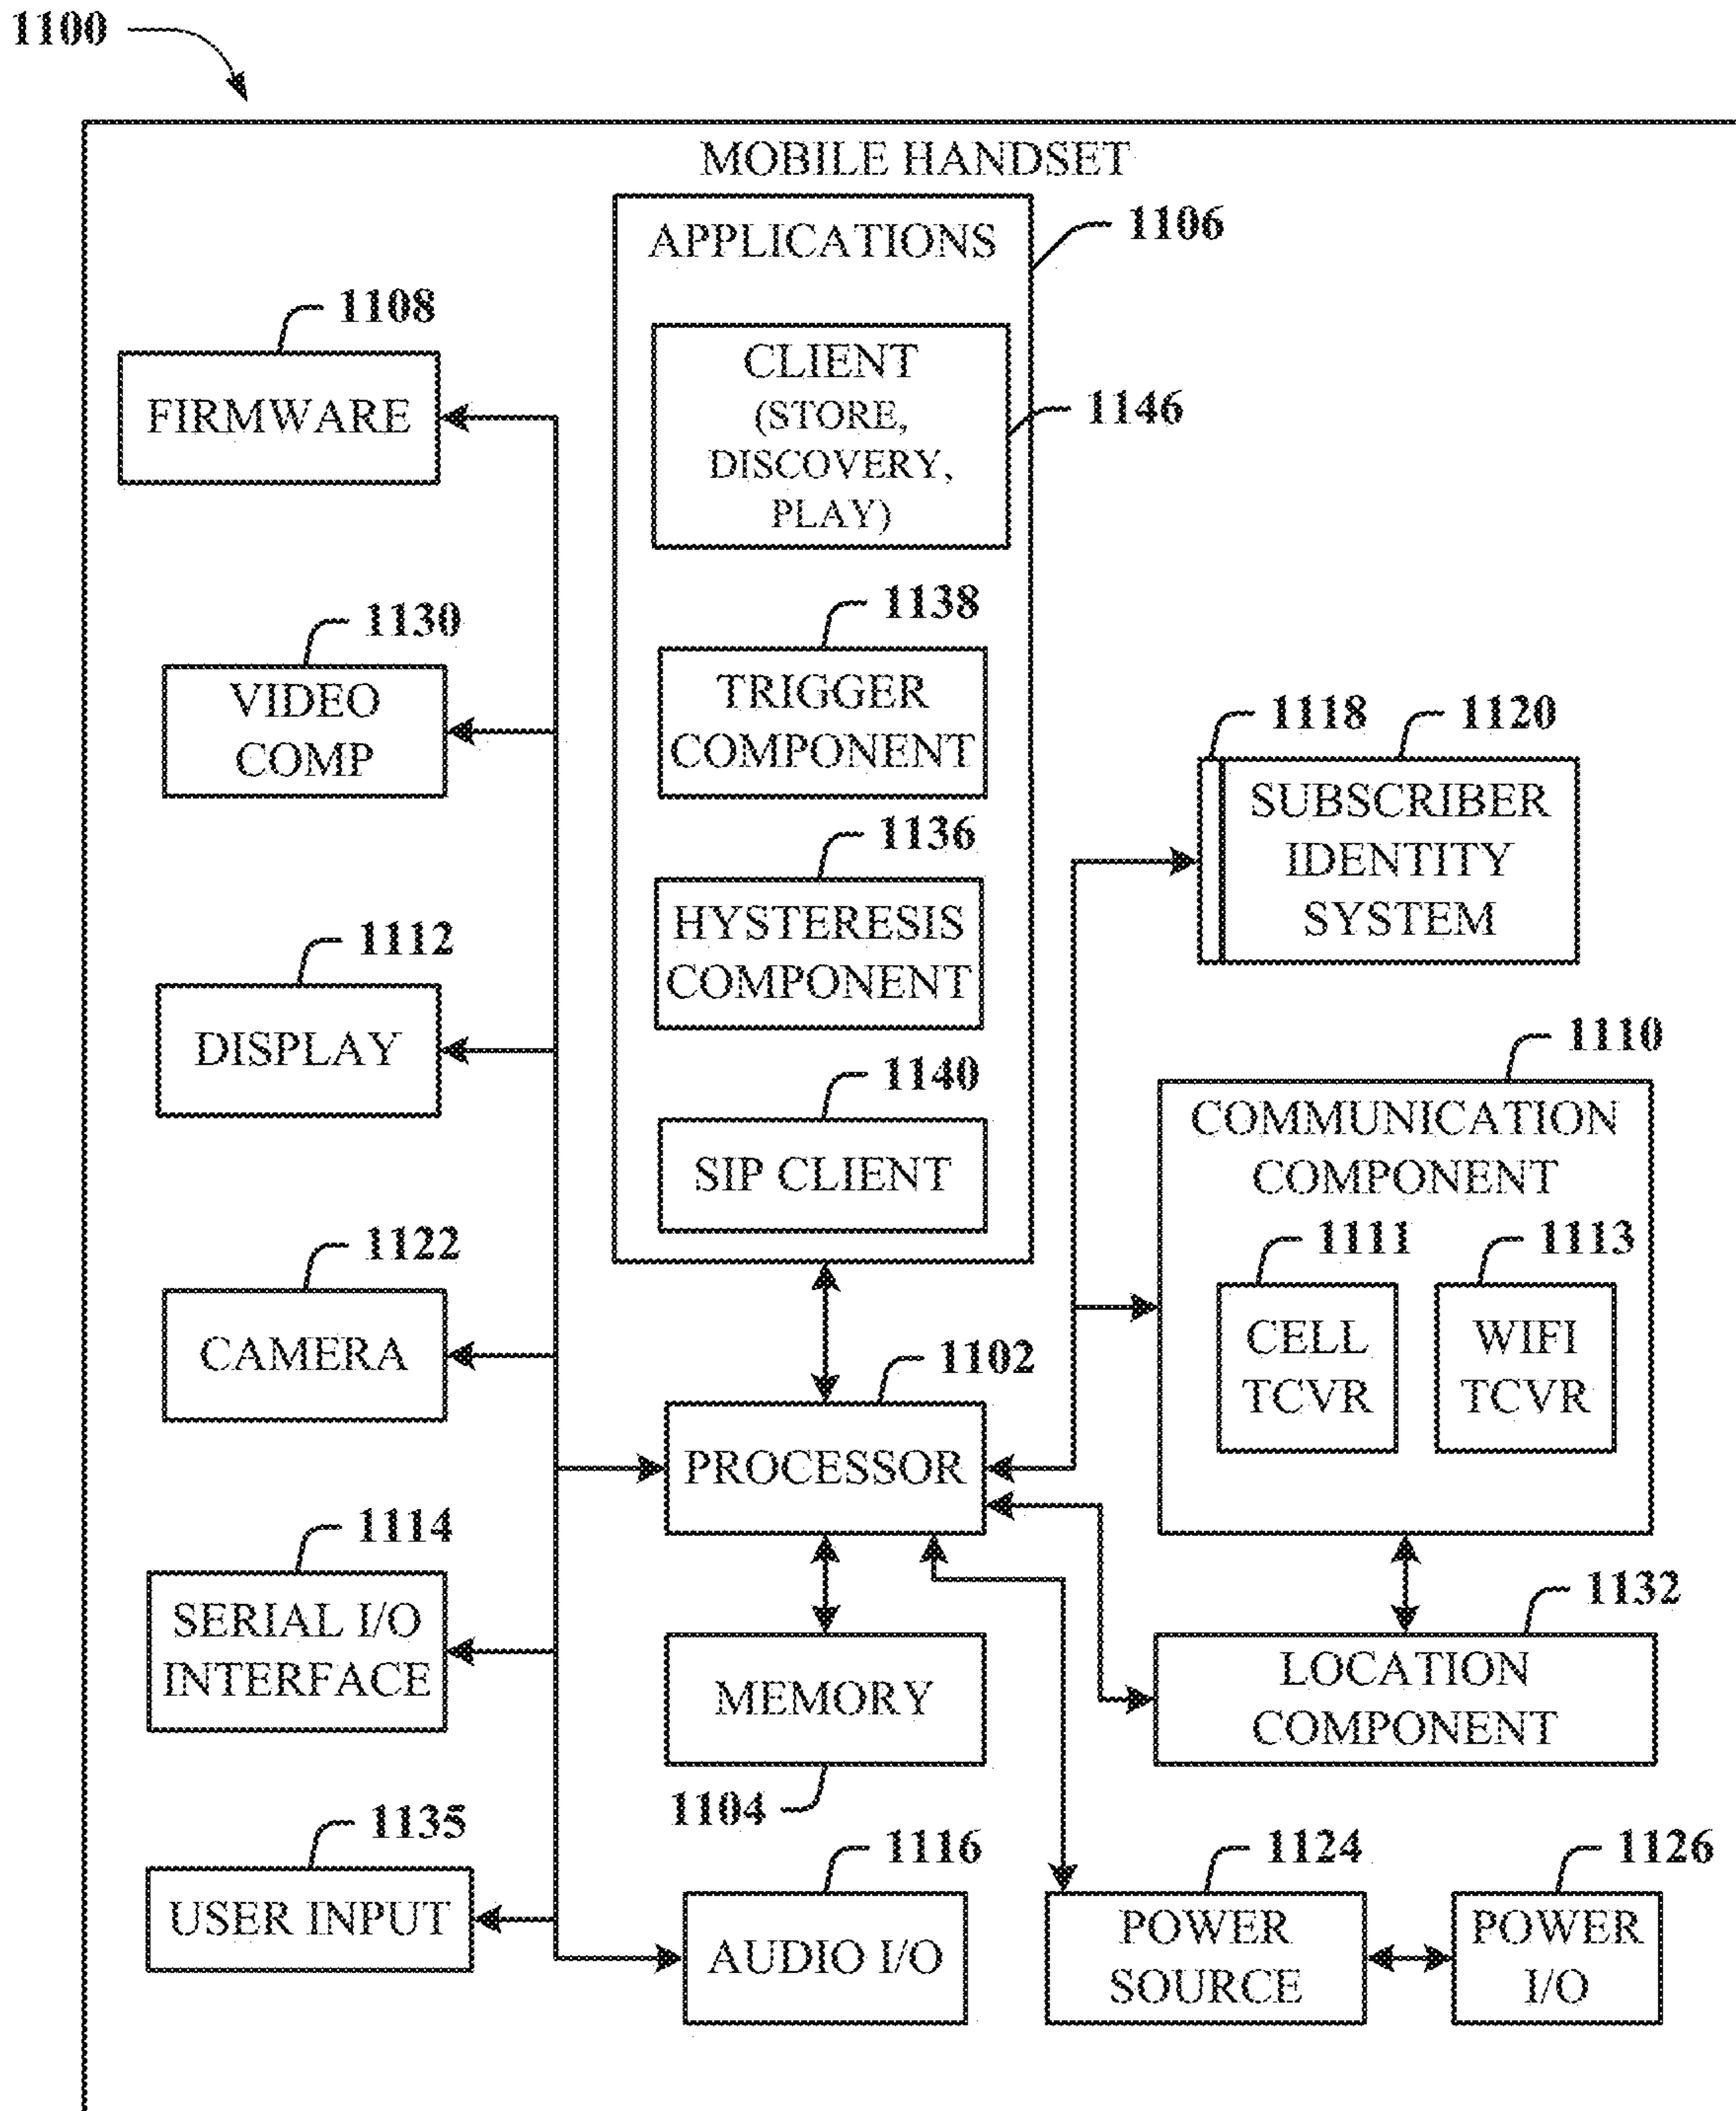 1100
MOBILE HANDSET
APPLICATIONS
1106
1108
FIRMWARE
CLIENT
(STORE,
DISCOVERY,
PLAY)
1146
1130
VIDEO
COMP
1138
TRIGGER
COMPONENT
1118
1120
SUBSCRIBER
IDENTITY
SYSTEM
1136
HYSTERESIS
COMPONENT
1112
DISPLAY
1140
SIP CLIENT
1110
COMMUNICATION
COMPONENT
1111
CELL
TCVR
1113
WIFI
TCVR
1122
CAMERA
1102
PROCESSOR
1114
SERIAL I/O
INTERFACE
MEMORY
1104
1132
LOCATION
COMPONENT
1135
USER INPUT
1116
AUDIO I/O
1124
POWER
SOURCE
1126
POWER
I/O